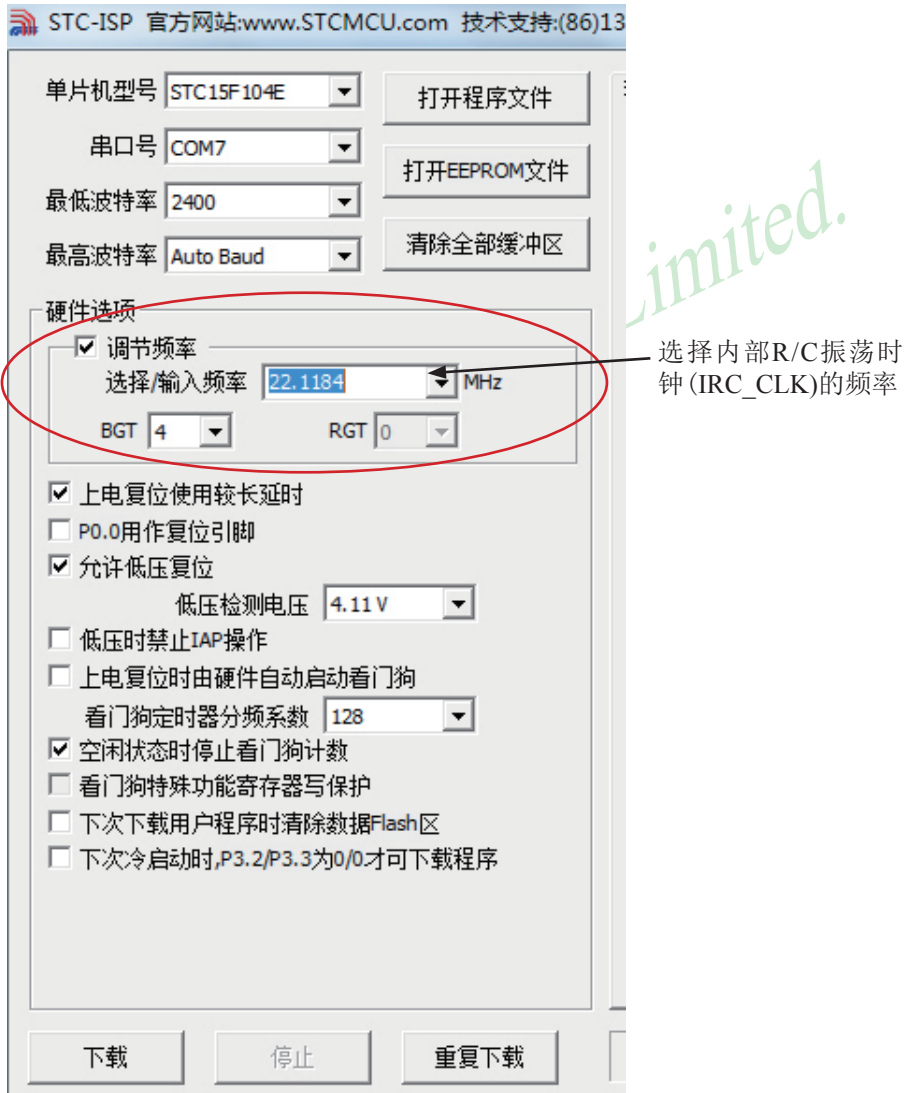 STC-ISP 官方网站:www.STCMCU.com 技术支持:(86)13
单片机型号 STC15F104E 打开程序文件
串口号 COM7
打开EEPROM文件
最低波特率 2400
最高波特率 Auto Baud 清除全部缓冲区
硬件选项
调节频率
选择/输入频率 22.1184 MHz
BGT 4 RGT 0
选择内部R/C振荡时
钟(IRC_CLK)的频率
上电复位使用较长延时
P0.0用作复位引脚
允许低压复位
低压检测电压 4.11 V
低压时禁止IAP操作
上电复位时由硬件自动启动看门狗
看门狗定时器分频系数 128
空闲状态时停止看门狗计数
看门狗特殊功能寄存器写保护
下次下载用户程序时清除数据Flash区
下次冷启动时,P3.2/P3.3为0/0才可下载程序
下载 停止 重复下载
Limited.